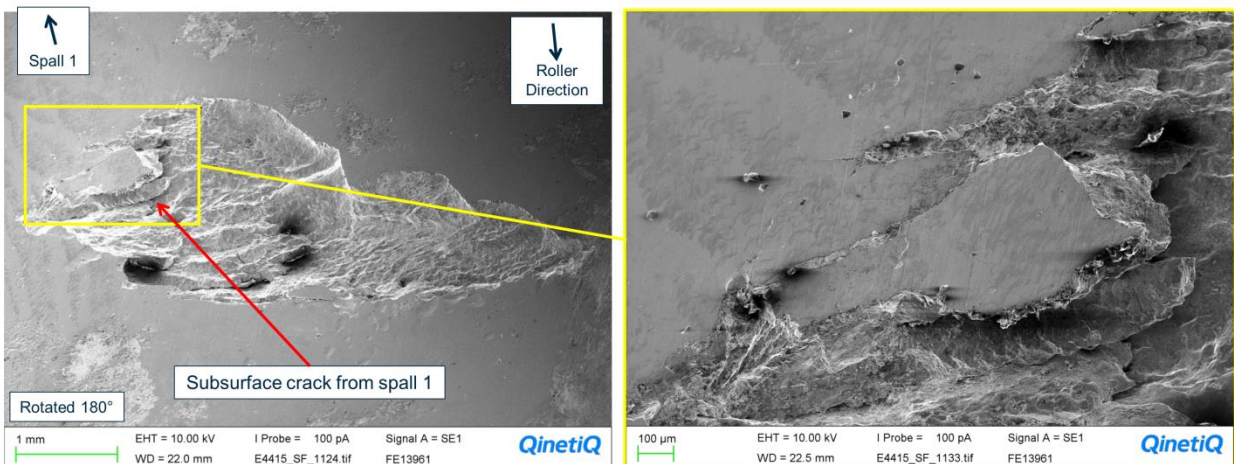 Spall 1
Roller
Direction
Subsurface crack from spall 1
Rotated 180°
1 mm
EHT = 10.00 kV I Probe = 100 pA Signal A = SE1
WD = 22.0 mm E4415_SF_1124.tif FE13961
QinetiQ
100 µm
EHT = 10.00 kV I Probe = 100 pA Signal A = SE1
WD = 22.5 mm E4415_SF_1133.tif FE13961
QinetiQ